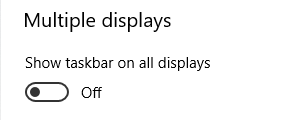 Multiple displays
Show taskbar on all displays
Off